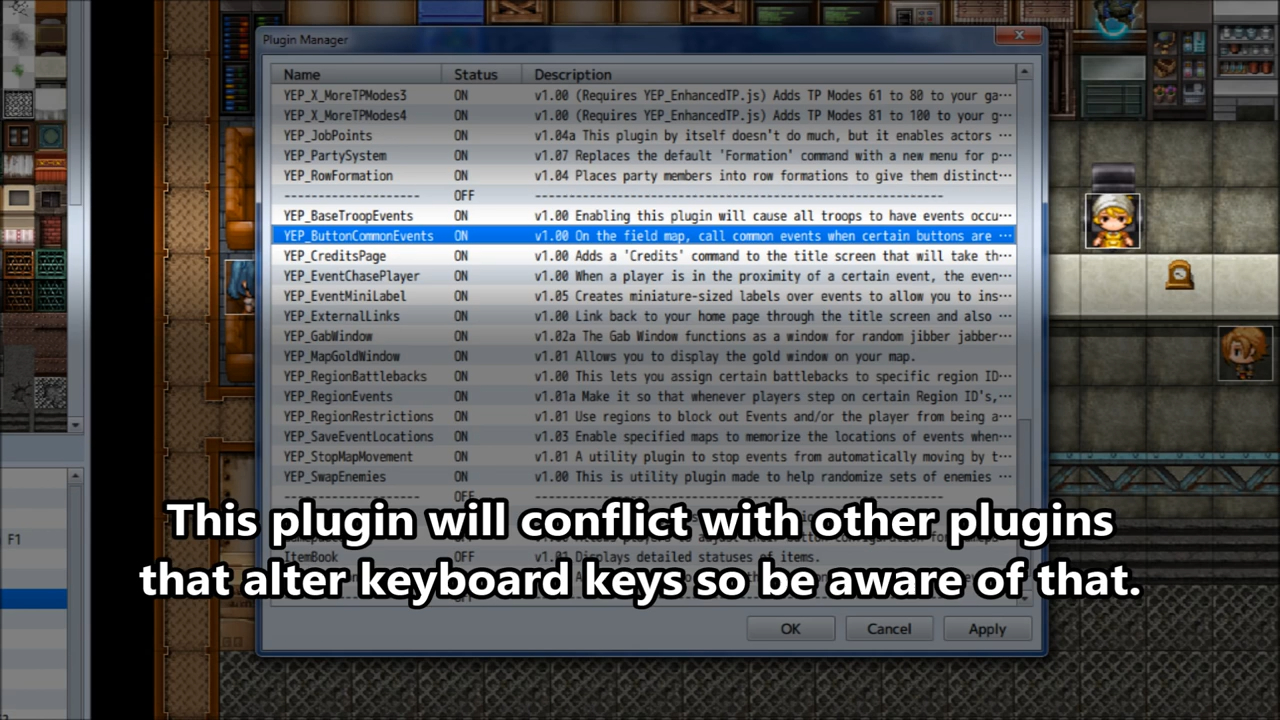 Plugin Manager
Name Status Description
YEP_X_MoreTPModes3 ON v1.00 (Requires YEP_EnhancedTP.js) Adds TP Modes 61 to 80 to your ga···
YEP_X_MoreTPModes4 ON v1.00 (Requires YEP_EnhancedTP.js) Adds TP Modes 81 to 100 to your g···
YEP_JobPoints ON v1.04a This plugin by itself doesn't do much, but it enables actors ···
YEP_PartySystem ON v1.07 Replaces the default 'Formation' command with a new menu for p···
YEP_RowFormation ON v1.04 Places party members into row formations to give them distinct···
-------------------- OFF ------------------------------------------------------------
YEP_BaseTroopEvents ON v1.00 Enabling this plugin will cause all troops to have events occu···
YEP_ButtonCommonEvents ON v1.00 On the field map, call common events when certain buttons are ···
YEP_CreditsPage ON v1.00 Adds a 'Credits' command to the title screen that will take th···
YEP_EventChasePlayer ON v1.00 When a player is in the proximity of a certain event, the even···
YEP_EventMiniLabel ON v1.05 Creates miniature-sized labels over events to allow you to ins···
YEP_ExternalLinks ON v1.00 Link back to your home page through the title screen and also ···
YEP_GabWindow ON v1.02a The Gab Window functions as a window for random jibber jabber···
YEP_MapGoldWindow ON v1.01 Allows you to display the gold window on your map.
YEP_RegionBattlebacks ON v1.00 This lets you assign certain battlebacks to specific region ID···
YEP_RegionEvents ON v1.01a Make it so that whenever players step on certain Region ID's,···
YEP_RegionRestrictions ON v1.01 Use regions to block out Events and/or the player from being a···
YEP_SaveEventLocations ON v1.03 Enable specified maps to memorize the locations of events when···
YEP_StopMapMovement ON v1.01 A utility plugin to stop events from automatically moving by t···
YEP_SwapEnemies ON v1.00 This is utility plugin made to help randomize sets of enemies ···
-------------------- OFF ------------------------------------------------------------
This plugin will conflict with other plugins
F1
ItemBook OFF v1.01 Displays detailed statuses of items.
that alter keyboard keys so be aware of that.
OK Cancel Apply